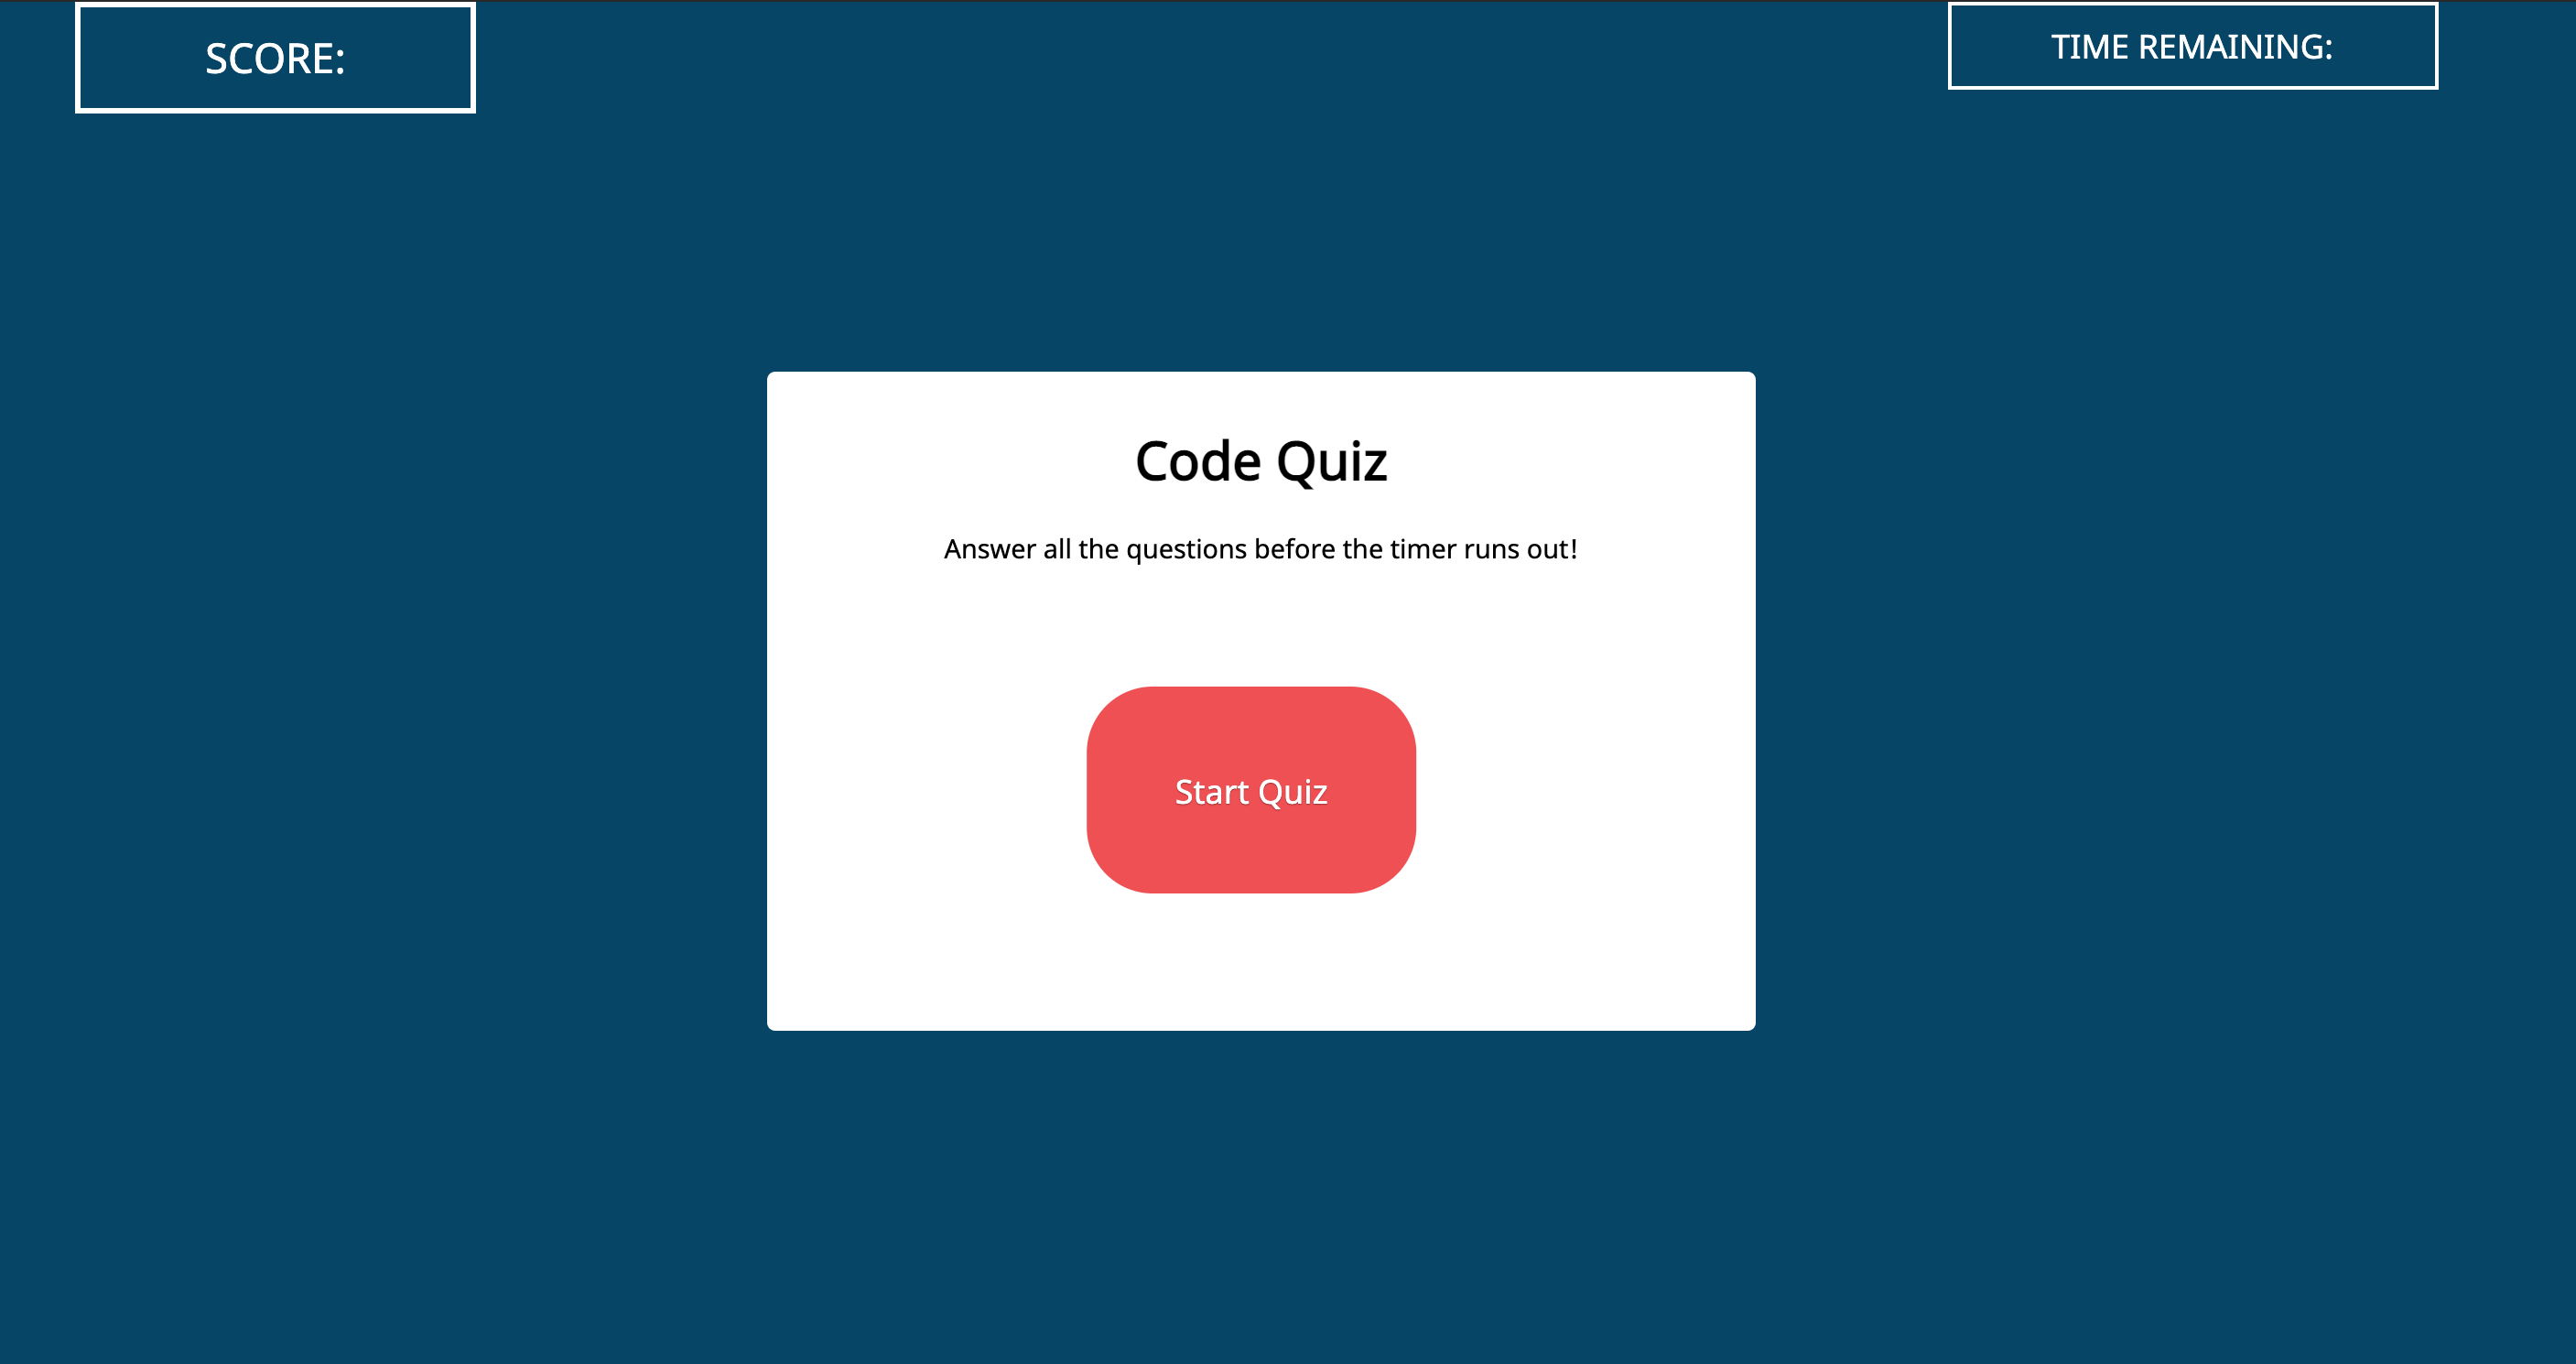 SCORE:
TIME REMAINING:
Code Quiz
Answer all the questions before the timer runs out!
Start Quiz